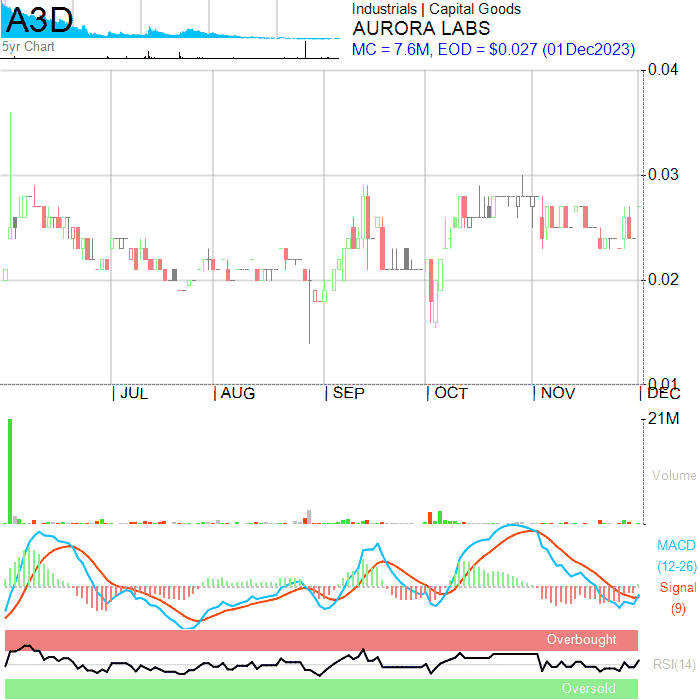 A3D
5yr Chart
Industrials | Capital Goods
AURORA LABS
MC = 7.6M, EOD = $0.027 (01Dec2023)
0.04
0.03
0.02
0.01
JUL
AUG
SEP
OCT
NOV
DEC
21M
Volume
MACD
(12-26)
Signal
(9)
Overbought
RSI(14)
Oversold